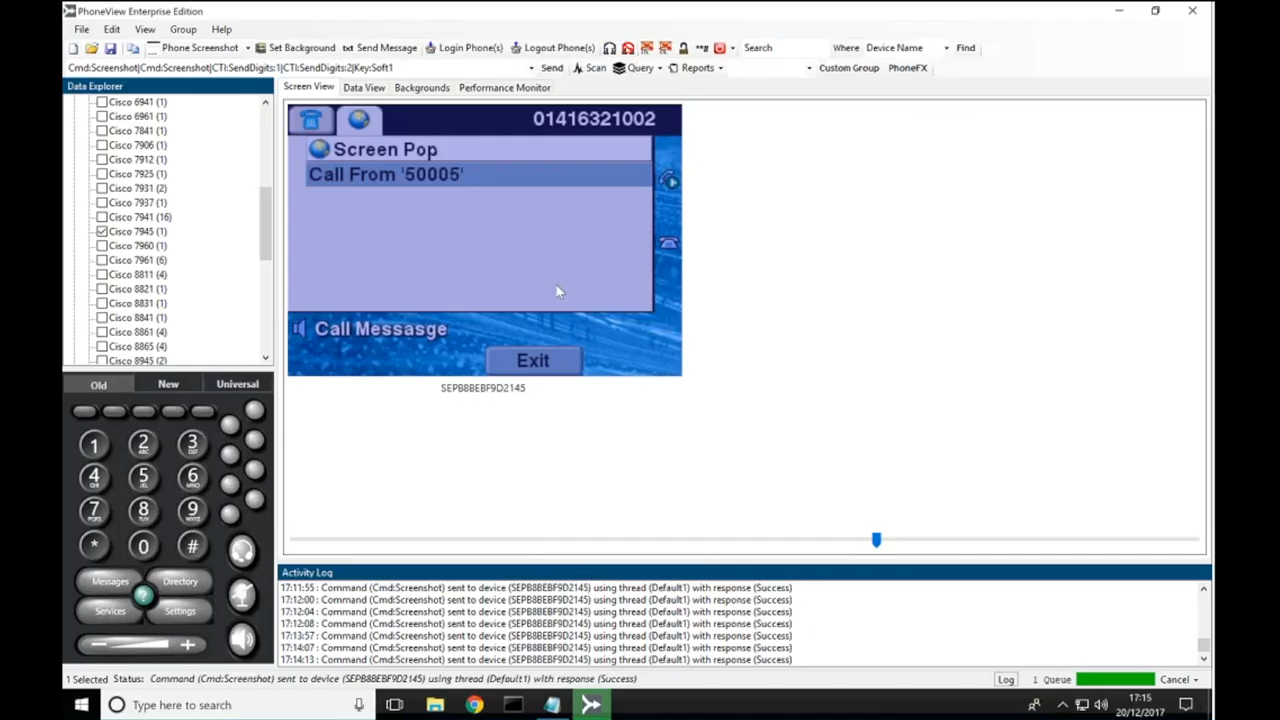 PhoneView Enterprise Edition
File Edit View Group Help
Phone Screenshot Set Background txt Send Message Login Phone(s) Logout Phone(s) Search Where Device Name Find
Cmd:Screenshot|Cmd:Screenshot|CTI:SendDigits:1|CTI:SendDigits:2|Key:Soft1 Send Scan Query Reports Custom Group PhoneFX
Data Explorer
Screen View Data View Backgrounds Performance Monitor
Cisco 6941 (1)
Cisco 6961 (1)
Cisco 7841 (1)
Cisco 7906 (1)
Cisco 7912 (1)
Cisco 7925 (1)
Cisco 7931 (2)
Cisco 7937 (1)
Cisco 7941 (16)
Cisco 7945 (1)
Cisco 7960 (1)
Cisco 7961 (6)
Cisco 8811 (4)
Cisco 8821 (1)
Cisco 8831 (1)
Cisco 8841 (1)
Cisco 8861 (4)
Cisco 8865 (4)
Cisco 8945 (2)
01416321002
Screen Pop
Call From '50005'
Call Messasge
Exit
SEPB8BEBF9D2145
Old New Universal
1 2 ABC 3 DEF
4 GHI 5 JKL 6 MNO
7 PQRS 8 TUV 9 WXYZ
* 0 #
Messages Directory
?
Services Settings
Activity Log
17:11:55 : Command (Cmd:Screenshot) sent to device (SEPB8BEBF9D2145) using thread (Default1) with response (Success)
17:12:00 : Command (Cmd:Screenshot) sent to device (SEPB8BEBF9D2145) using thread (Default1) with response (Success)
17:12:04 : Command (Cmd:Screenshot) sent to device (SEPB8BEBF9D2145) using thread (Default1) with response (Success)
17:12:08 : Command (Cmd:Screenshot) sent to device (SEPB8BEBF9D2145) using thread (Default1) with response (Success)
17:13:57 : Command (Cmd:Screenshot) sent to device (SEPB8BEBF9D2145) using thread (Default1) with response (Success)
17:14:07 : Command (Cmd:Screenshot) sent to device (SEPB8BEBF9D2145) using thread (Default1) with response (Success)
17:14:13 : Command (Cmd:Screenshot) sent to device (SEPB8BEBF9D2145) using thread (Default1) with response (Success)
1 Selected Status: Command (Cmd:Screenshot) sent to device (SEPB8BEBF9D2145) using thread (Default1) with response (Success) Log 1 Queue Cancel
Type here to search
17:15
20/12/2017